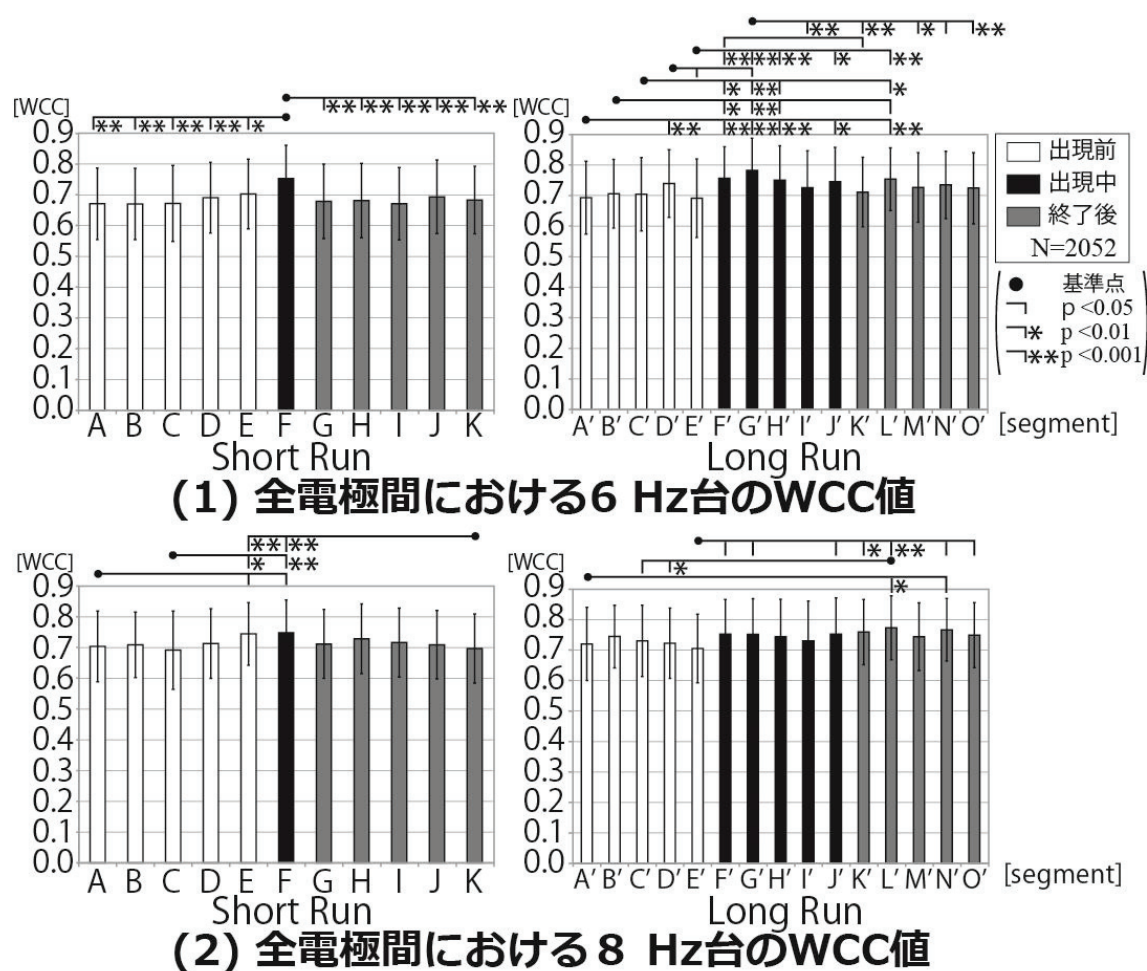 ** ** * **
** ** ** * **
* ** *
** ** ** ** ** ** * **
** ** ** ** * ** ** ** ** * **
[WCC] [WCC]
0.9 0.9
0.8 0.8
0.7 0.7
0.6 0.6
0.5 0.5
0.4 0.4
0.3 0.3
0.2 0.2
0.1 0.1
0.0 0.0
出現前
出現中
終了後
N=2052
基準点
p <0.05
* p <0.01
** p <0.001
A B C D E F G H I J K
A' B' C' D' E' F' G' H' I' J' K' L' M' N' O' [segment]
Short Run Long Run
(1) 全電極間における6 Hz台のWCC値
** ** * **
* ** *
*
[WCC] [WCC]
0.9 0.9
0.8 0.8
0.7 0.7
0.6 0.6
0.5 0.5
0.4 0.4
0.3 0.3
0.2 0.2
0.1 0.1
0.0 0.0
A B C D E F G H I J K
A' B' C' D' E' F' G' H' I' J' K' L' M' N' O' [segment]
Short Run Long Run
(2) 全電極間における8 Hz台のWCC値